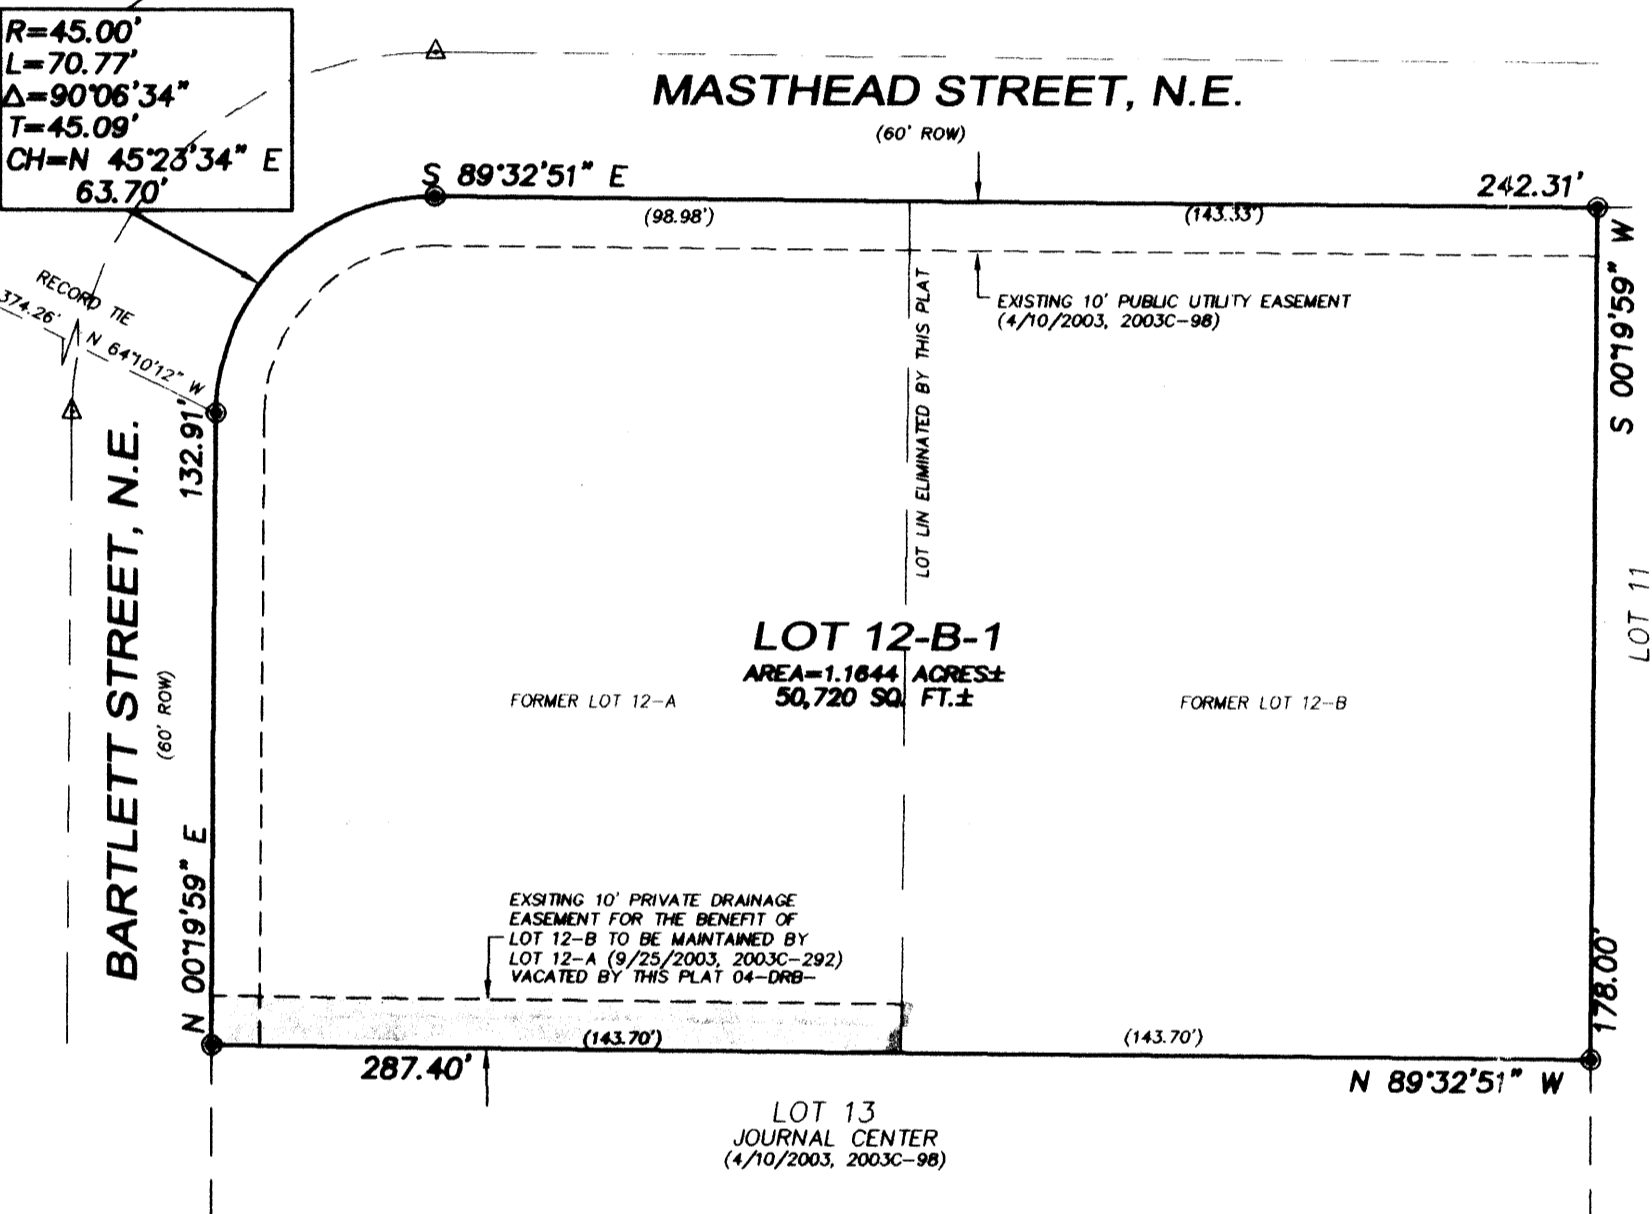 R=45.00'
L=70.77'
Δ=90°06'34"
T=45.09'
CH=N 45°23'34" E
63.70'
MASTHEAD STREET, N.E.
(60' ROW)
S 89°32'51" E
242.31'
(98.98')
(143.33')
RECORD TIE
374.26'
N 64°10'12" W
EXISTING 10' PUBLIC UTILITY EASEMENT
(4/10/2003, 2003C-98)
LOT LIN ELIMINATED BY THIS PLAT
S 00°19'59" W
178.00'
LOT 11
132.91'
N 00°19'59" E
BARTLETT STREET, N.E.
(60' ROW)
LOT 12-B-1
AREA=1.1644 ACRES±
50,720 SQ. FT.±
FORMER LOT 12-A
FORMER LOT 12-B
EXSITING 10' PRIVATE DRAINAGE
EASEMENT FOR THE BENEFIT OF
LOT 12-B TO BE MAINTAINED BY
LOT 12-A (9/25/2003, 2003C-292)
VACATED BY THIS PLAT 04-DRB-
(143.70')
(143.70')
287.40'
N 89°32'51" W
LOT 13
JOURNAL CENTER
(4/10/2003, 2003C-98)